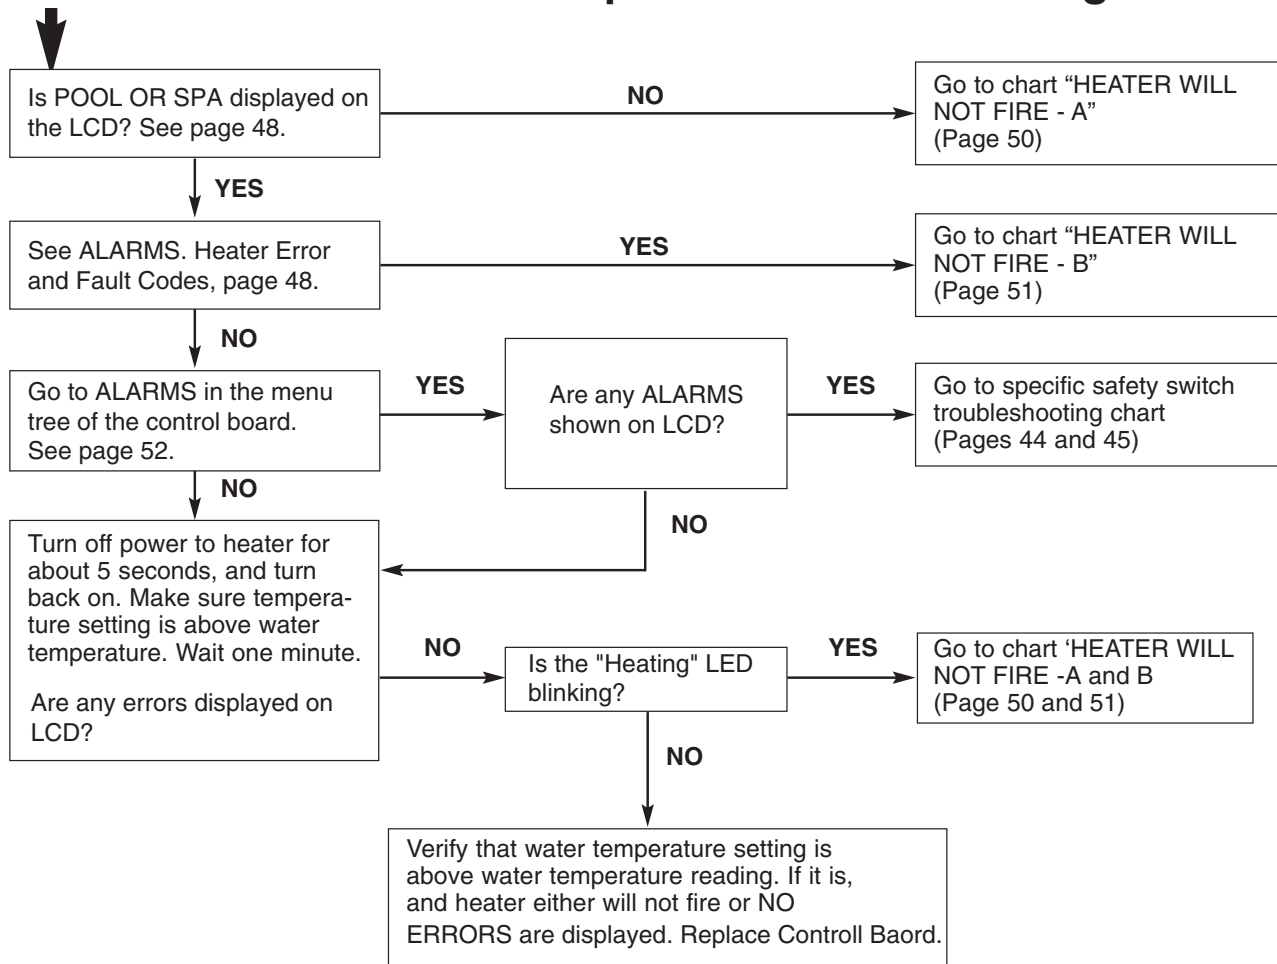 Is POOL OR SPA displayed on
the LCD? See page 48.
NO
Go to chart “HEATER WILL
NOT FIRE - A”
(Page 50)
YES
See ALARMS. Heater Error
and Fault Codes, page 48.
YES
Go to chart “HEATER WILL
NOT FIRE - B”
(Page 51)
NO
Go to ALARMS in the menu
tree of the control board.
See page 52.
YES
Are any ALARMS
shown on LCD?
YES
Go to specific safety switch
troubleshooting chart
(Pages 44 and 45)
NO
NO
Turn off power to heater for
about 5 seconds, and turn
back on. Make sure tempera-
ture setting is above water
temperature. Wait one minute.
Are any errors displayed on
LCD?
NO
Is the "Heating" LED
blinking?
YES
Go to chart ‘HEATER WILL
NOT FIRE -A and B
(Page 50 and 51)
NO
Verify that water temperature setting is
above water temperature reading. If it is,
and heater either will not fire or NO
ERRORS are displayed. Replace Controll Baord.